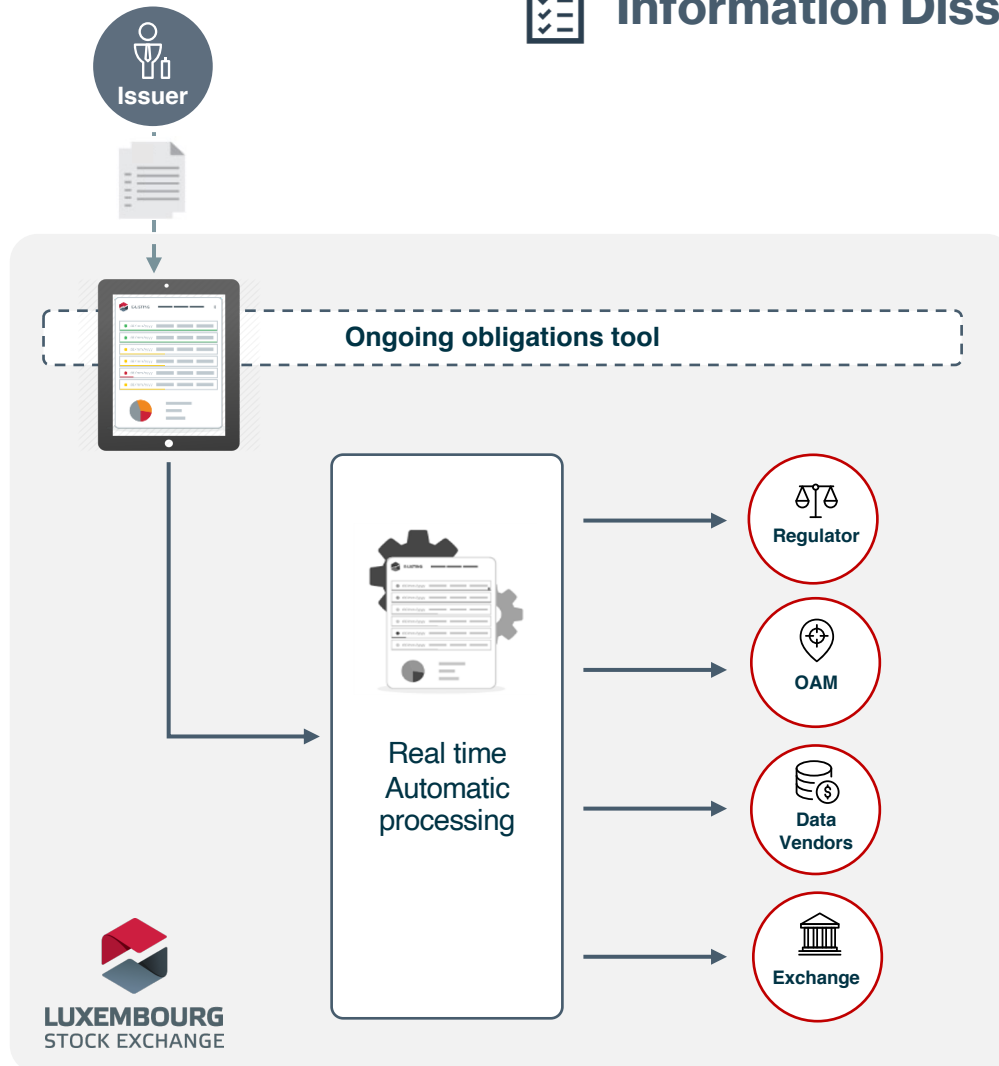 Information Diss
Issuer
Ongoing obligations tool
Regulator
OAM
Real time
Automatic
processing
Data
Vendors
Exchange
LUXEMBOURG
STOCK EXCHANGE